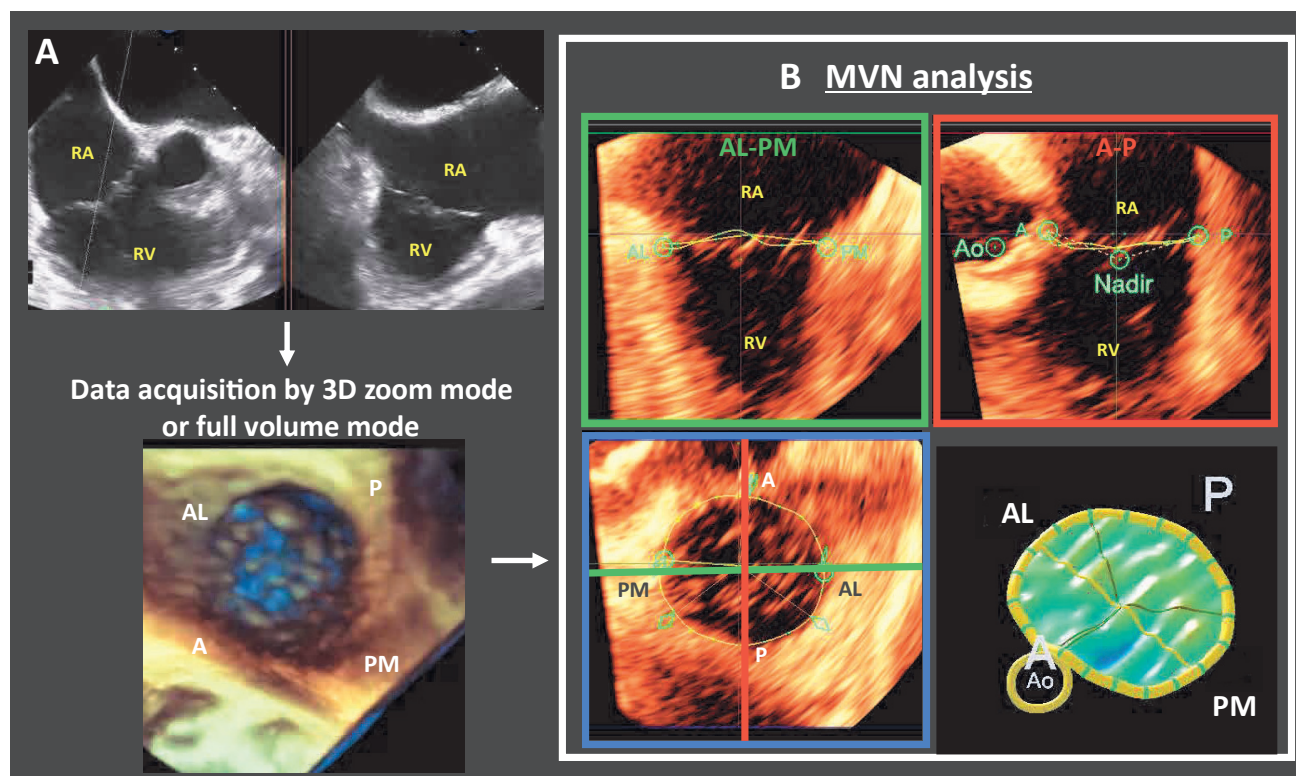 A
RA
RV
RA
RV
Data acquisition by 3D zoom mode
or full volume mode
AL
P
A
PM
B MVN analysis
AL-PM
RA
AL
PM
RV
A-P
RA
A
P
Ao
Nadir
RV
A
PM
AL
P
AL
P
A
Ao
PM